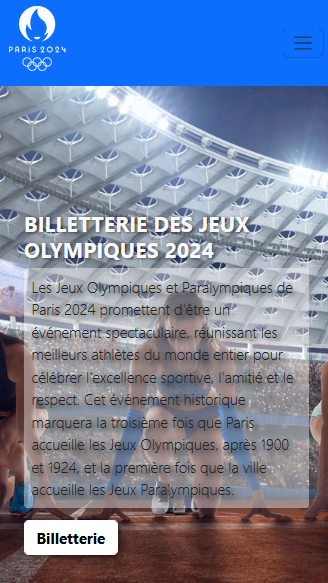 PARIS 2024
BILLETTERIE DES JEUX
OLYMPIQUES 2024
Les Jeux Olympiques et Paralympiques de
Paris 2024 promettent d'être un
événement spectaculaire, réunissant les
meilleurs athlètes du monde entier pour
célébrer l'excellence sportive, l'amitié et le
respect. Cet événement historique
marquera la troisième fois que Paris
accueille les Jeux Olympiques, après 1900
et 1924, et la première fois que la ville
accueille les Jeux Paralympiques.
Billetterie